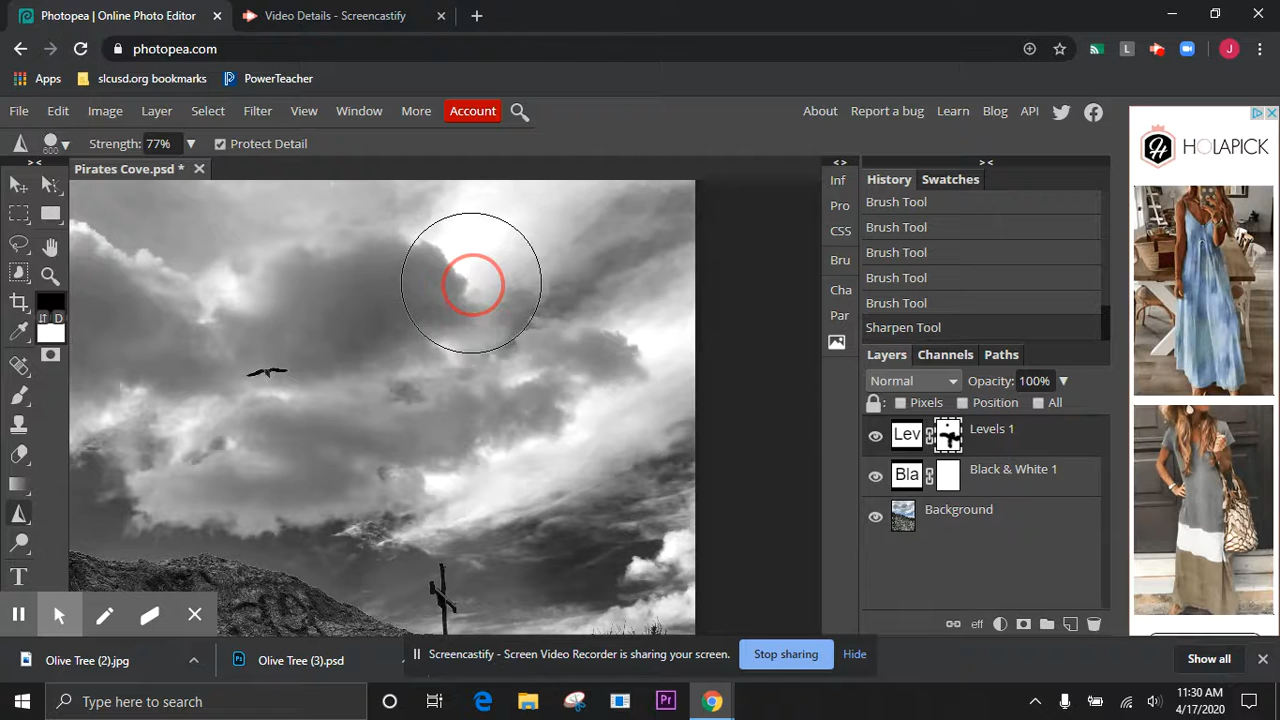 Photopea | Online Photo Editor
Video Details - Screencastify
photopea.com
L
J
Apps
slcusd.org bookmarks
PowerTeacher
File Edit Image Layer Select Filter View Window More Account
About Report a bug Learn Blog API
600
Strength: 77%
Protect Detail
> <
Pirates Cove.psd *
< >
> <
Inf
Pro
CSS
Bru
Cha
Par
History Swatches
Brush Tool
Brush Tool
Brush Tool
Brush Tool
Brush Tool
Sharpen Tool
Layers Channels Paths
Normal
Opacity: 100%
Pixels Position All
Lev Levels 1
Bla Black & White 1
Background
eff
D
T
HOLAPICK
Olive Tree (2).jpg
Olive Tree (3).psd
Screencastify - Screen Video Recorder is sharing your screen.
Stop sharing
Hide
Show all
Type here to search
Pr
11:30 AM
4/17/2020